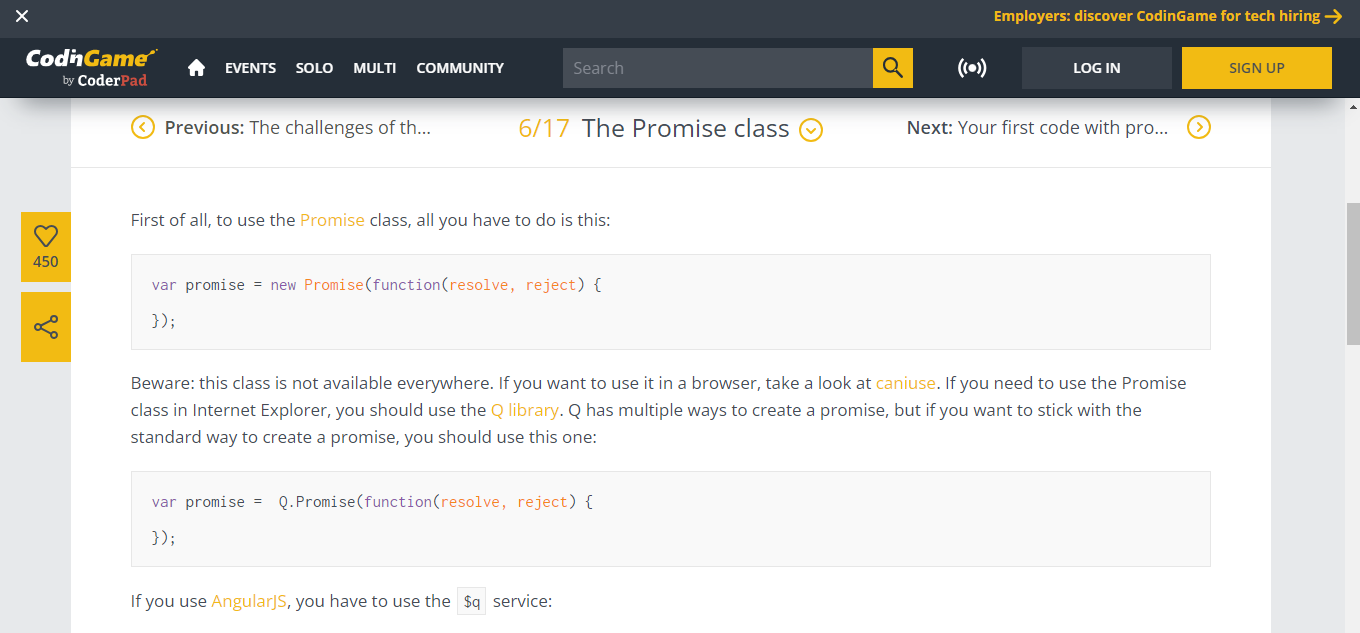 Employers: discover CodinGame for tech hiring
CodinGame
by CoderPad
EVENTS SOLO MULTI COMMUNITY Search LOG IN SIGN UP
Previous: The challenges of th... 6/17 The Promise class Next: Your first code with pro...
First of all, to use the Promise class, all you have to do is this:
450
var promise = new Promise(function(resolve, reject) {
});
Beware: this class is not available everywhere. If you want to use it in a browser, take a look at caniuse. If you need to use the Promise
class in Internet Explorer, you should use the Q library. Q has multiple ways to create a promise, but if you want to stick with the
standard way to create a promise, you should use this one:
var promise =  Q.Promise(function(resolve, reject) {
});
If you use AngularJS, you have to use the $q service: